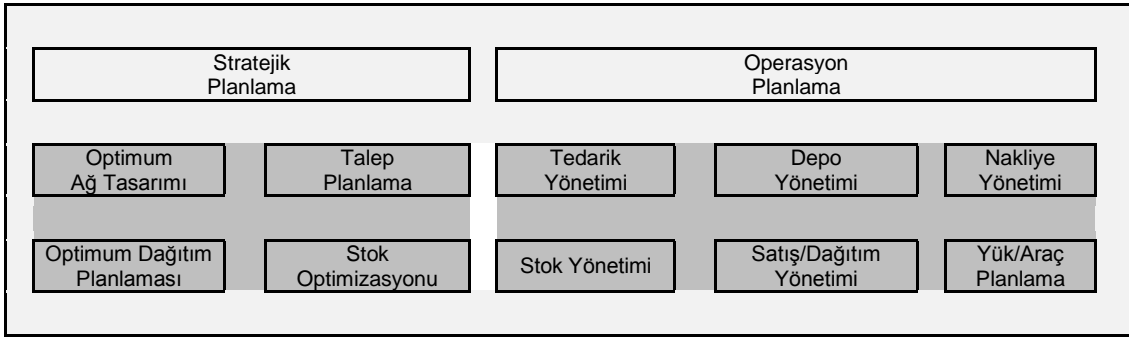 Stratejik
Planlama
Operasyon
Planlama
Optimum
Ağ Tasarımı
Talep
Planlama
Tedarik
Yönetimi
Depo
Yönetimi
Nakliye
Yönetimi
Optimum Dağıtım
Planlaması
Stok
Optimizasyonu
Stok Yönetimi
Satış/Dağıtım
Yönetimi
Yük/Araç
Planlama